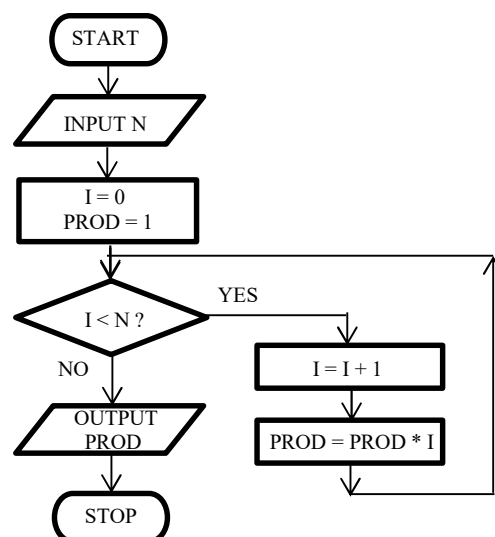 START
INPUT N
I = 0
PROD = 1
I < N ?
YES
NO
I = I + 1
PROD = PROD * I
OUTPUT
PROD
STOP